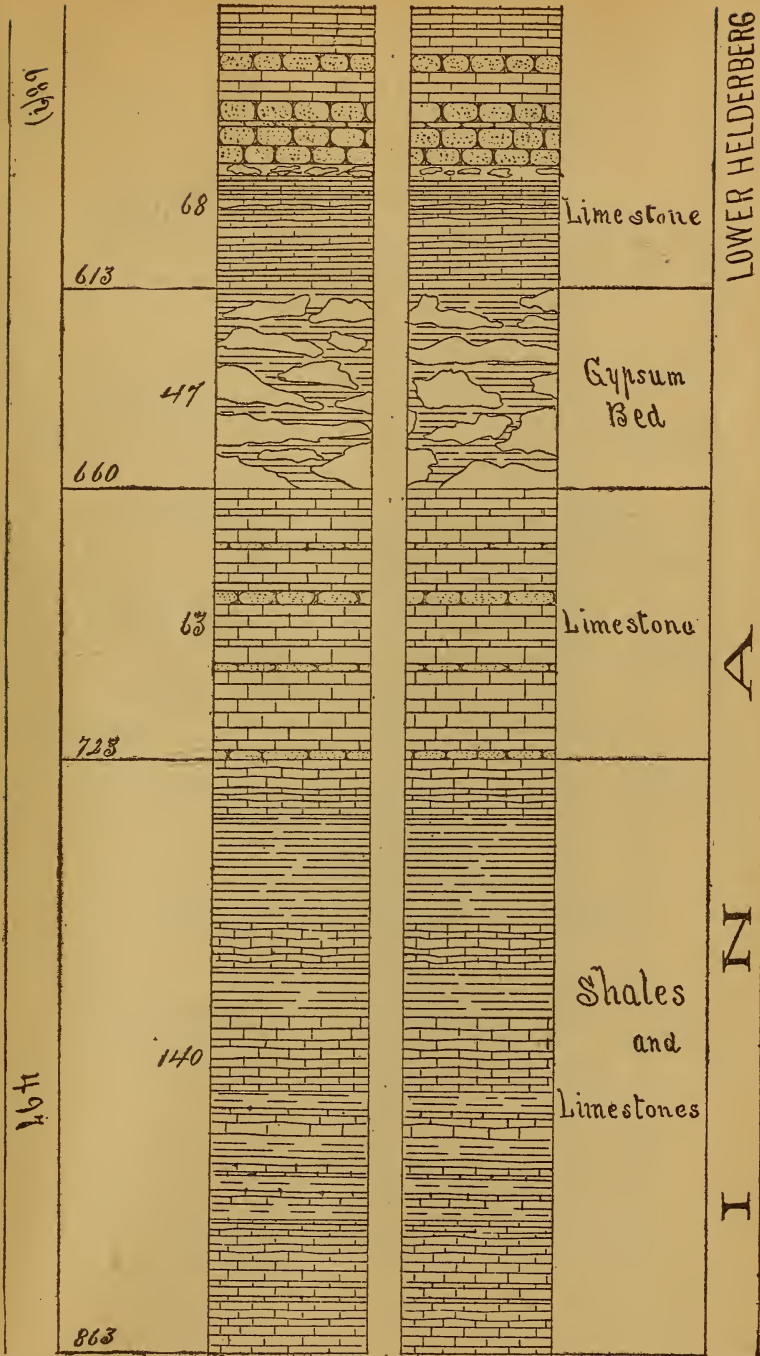 LOWER HELDERBERG
68
Limestone
613
47
Gypsum
Bed
660
63
Limestone
A
723
N
140
Shales
and
Limestones
I
863